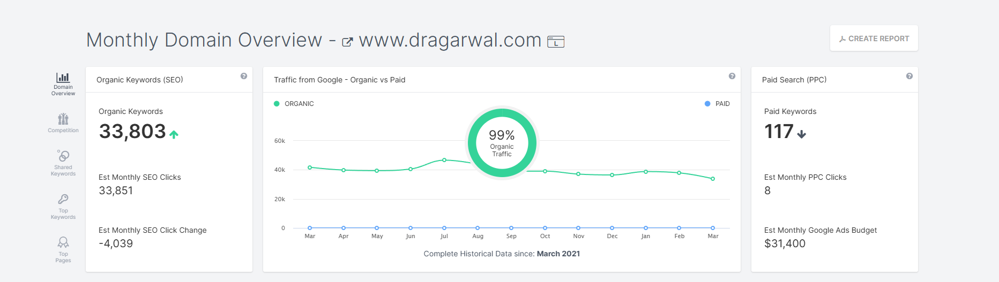 Monthly Domain Overview - www.dragarwal.com
CREATE REPORT
Domain
Overview
Competition
Shared
Keywords
Top
Keywords
Top
Pages
Organic Keywords (SEO)
?
Organic Keywords
33,803
Est Monthly SEO Clicks
33,851
Est Monthly SEO Click Change
-4,039
Traffic from Google - Organic vs Paid
?
ORGANIC
PAID
99%
Organic
Traffic
60k
40k
20k
0
Mar Apr May Jun Jul Aug Sep Oct Nov Dec Jan Feb Mar
Complete Historical Data since: March 2021
Paid Search (PPC)
?
Paid Keywords
117
Est Monthly PPC Clicks
8
Est Monthly Google Ads Budget
$31,400